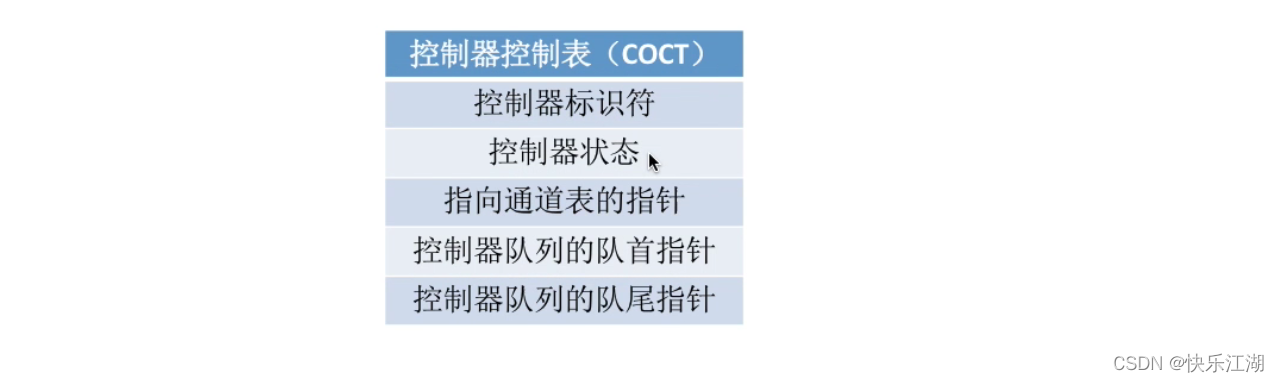 控制器控制表（COCT）
控制器标识符
控制器状态
指向通道表的指针
控制器队列的队首指针
控制器队列的队尾指针
CSDN @快乐江湖